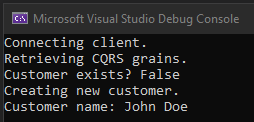 Microsoft Visual Studio Debug Console
Connecting client.
Retrieving CQRS grains.
Customer exists? False
Creating new customer.
Customer name: John Doe